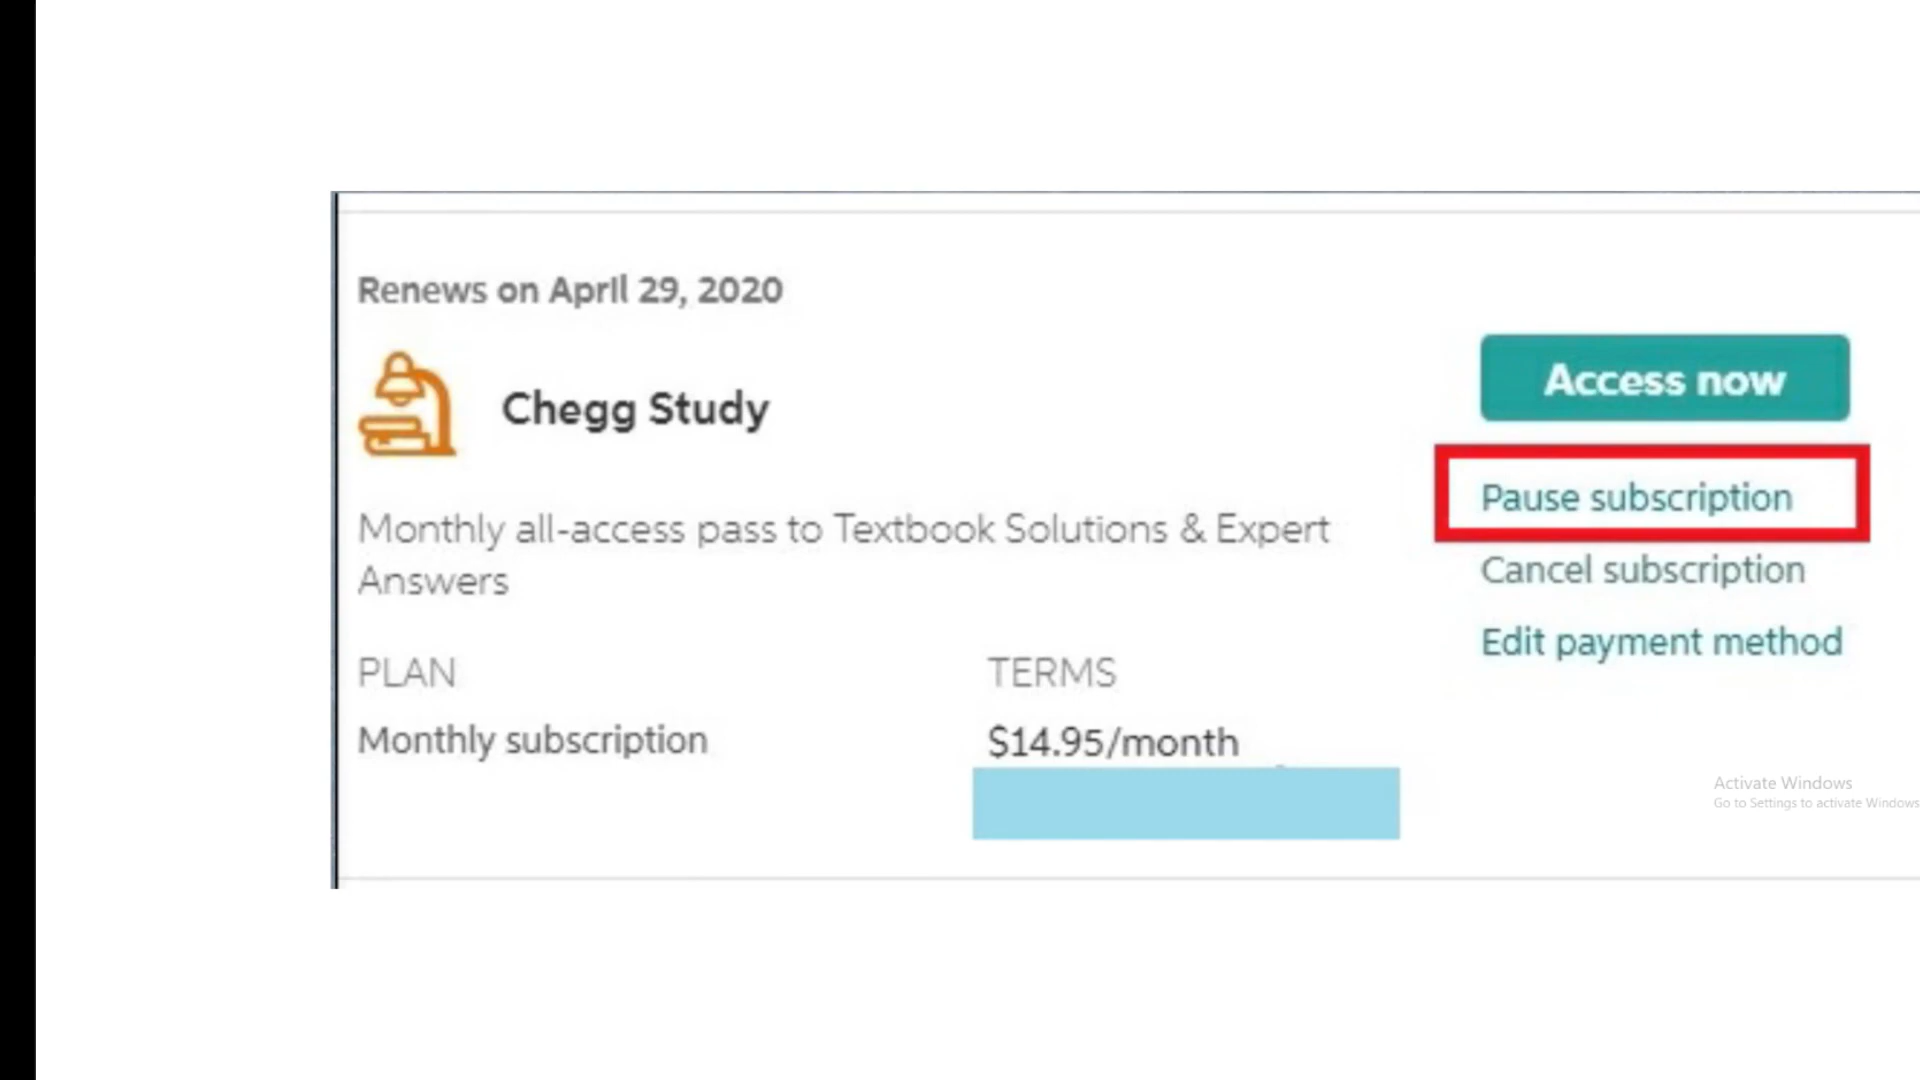 Renews on April 29, 2020
Chegg Study
Access now
Pause subscription
Monthly all-access pass to Textbook Solutions & Expert
Answers
Cancel subscription
Edit payment method
PLAN
TERMS
Monthly subscription
$14.95/month
Activate Windows
Go to Settings to activate Windows